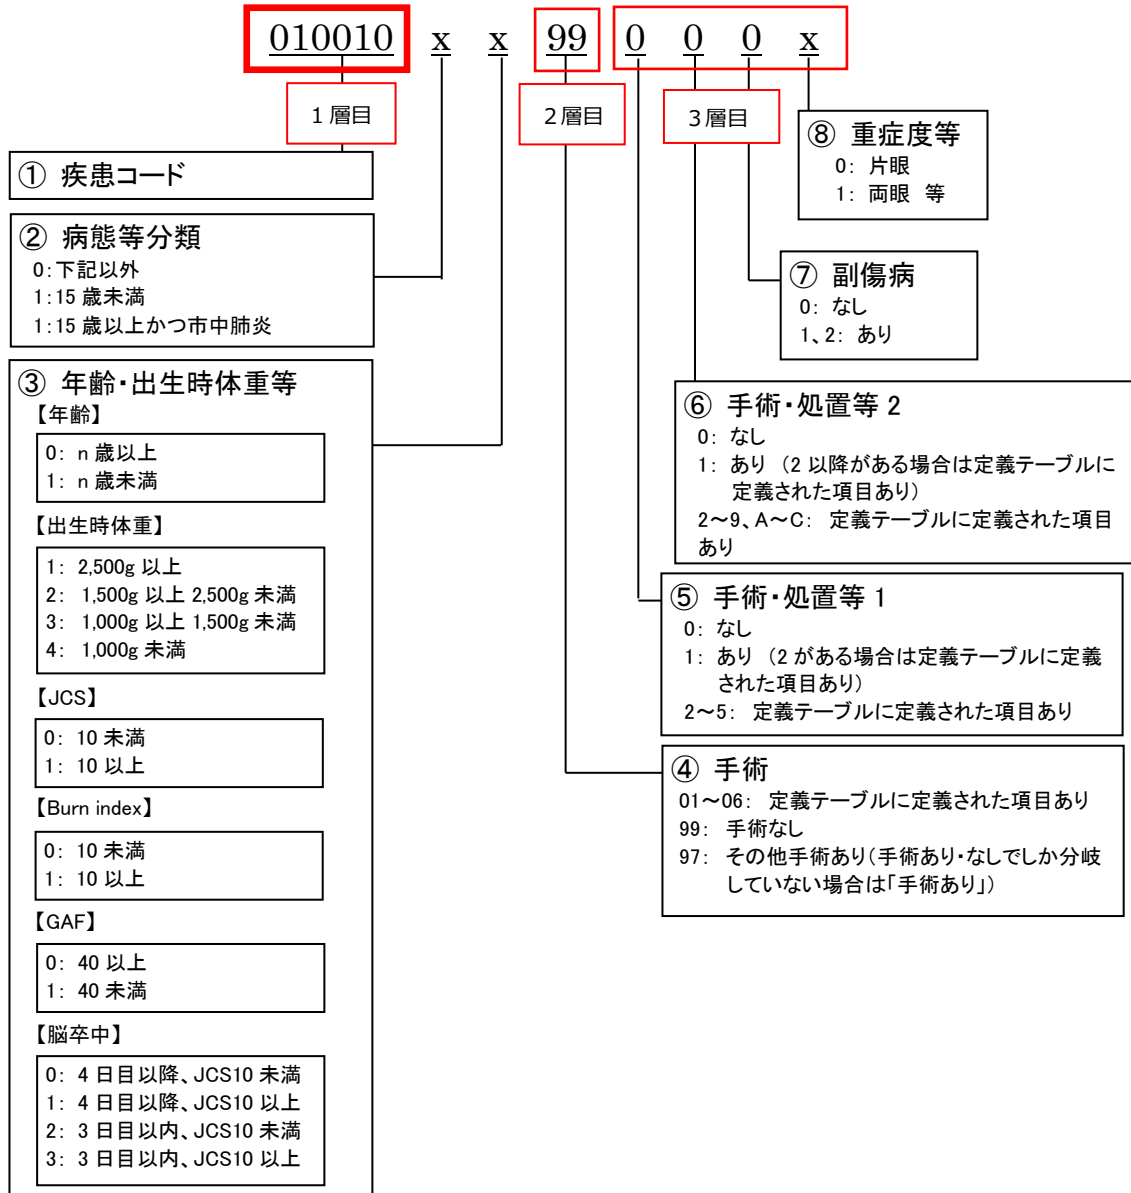 010010 x x 99 0 0 0 x
1層目
2層目
3層目
① 疾患コード
② 病態等分類
0:下記以外
1:15 歳未満
1:15 歳以上かつ市中肺炎
③ 年齢・出生時体重等
【年齢】
0: n 歳以上
1: n 歳未満
【出生時体重】
1: 2,500g 以上
2: 1,500g 以上 2,500g 未満
3: 1,000g 以上 1,500g 未満
4: 1,000g 未満
【JCS】
0: 10 未満
1: 10 以上
【Burn index】
0: 10 未満
1: 10 以上
【GAF】
0: 40 以上
1: 40 未満
【脳卒中】
0: 4 日目以降、JCS10 未満
1: 4 日目以降、JCS10 以上
2: 3 日目以内、JCS10 未満
3: 3 日目以内、JCS10 以上
⑧ 重症度等
0: 片眼
1: 両眼 等
⑦ 副傷病
0: なし
1、2: あり
⑥ 手術・処置等 2
0: なし
1: あり (2 以降がある場合は定義テーブルに
定義された項目あり)
2～9、A～C: 定義テーブルに定義された項目
あり
⑤ 手術・処置等 1
0: なし
1: あり (2 がある場合は定義テーブルに定義
された項目あり)
2～5: 定義テーブルに定義された項目あり
④ 手術
01～06: 定義テーブルに定義された項目あり
99: 手術なし
97: その他手術あり(手術あり・なしでしか分岐
していない場合は「手術あり」)